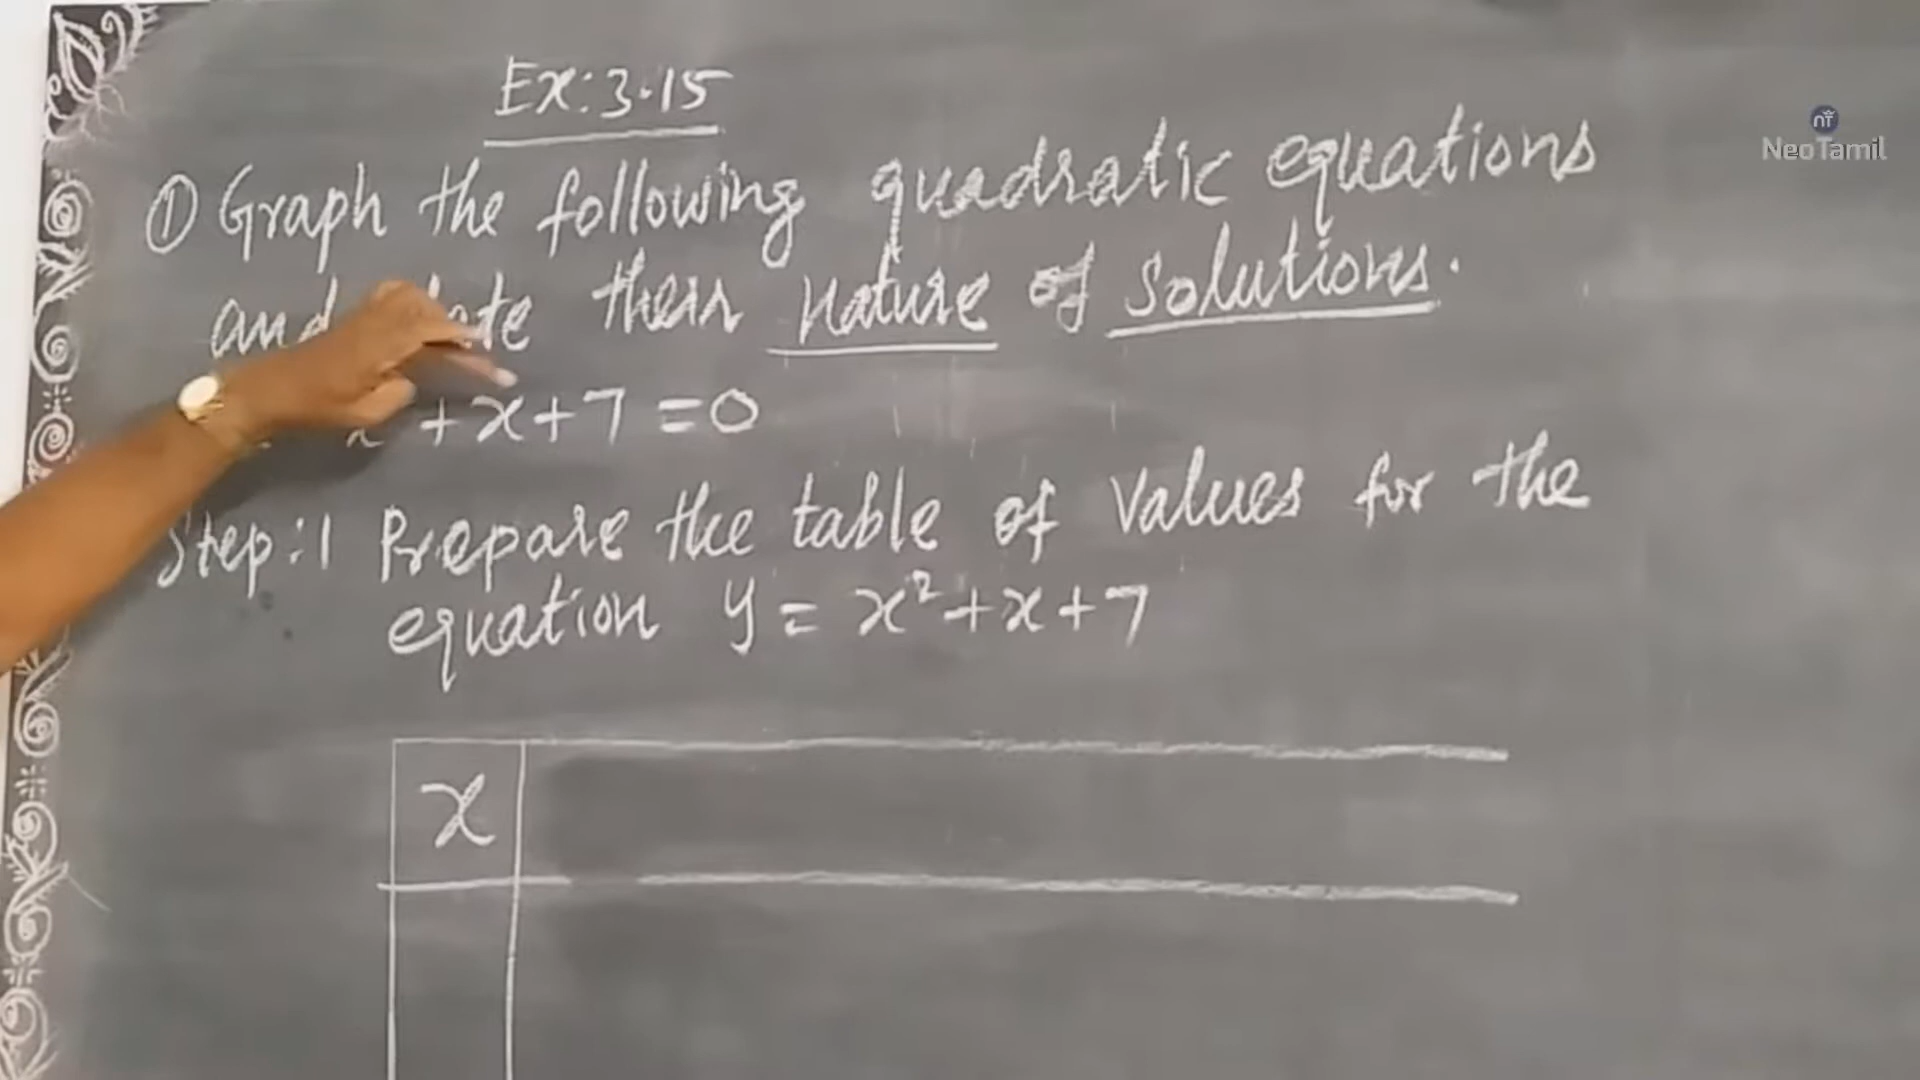 Ex: 3.15
① Graph the following quadratic equations
and their nature of solutions.
+x+7=0
Step:1 Prepare the table of values for the
equation y = x²+x+7
x
NeoTamil